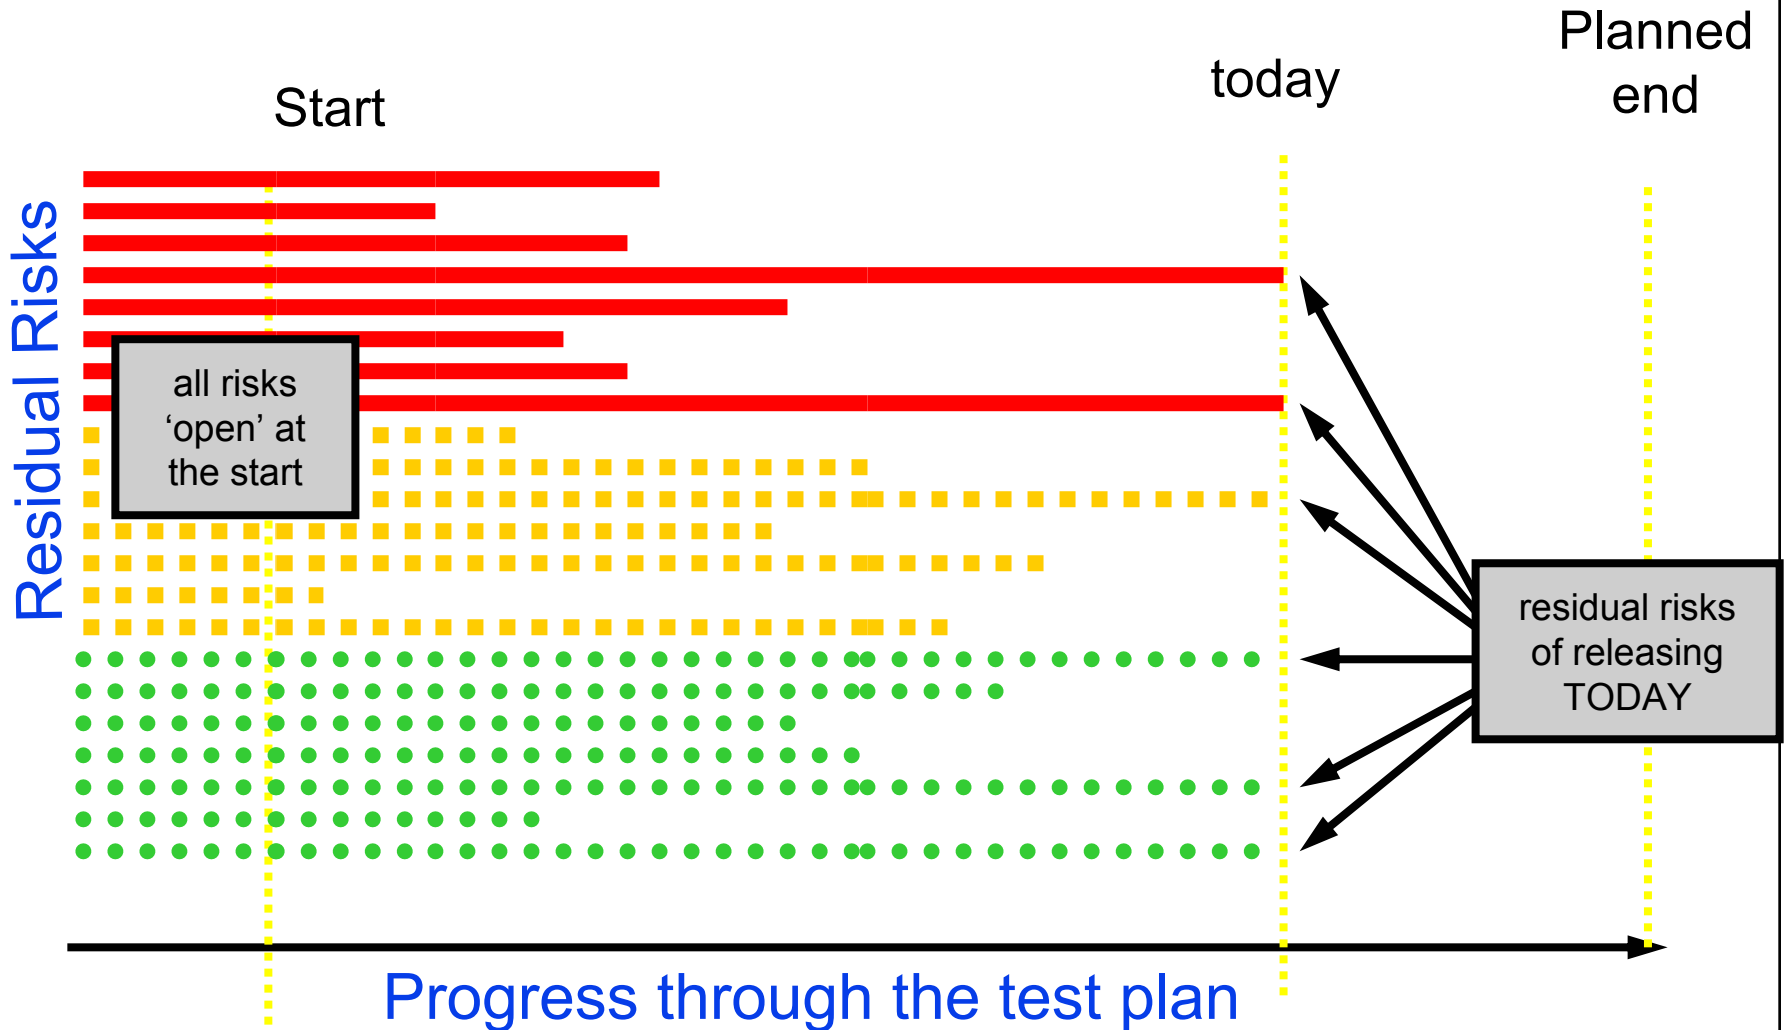 Planned
end
today
Start
Residual Risks
all risks
‘open’ at
the start
residual risks
of releasing
TODAY
Progress through the test plan